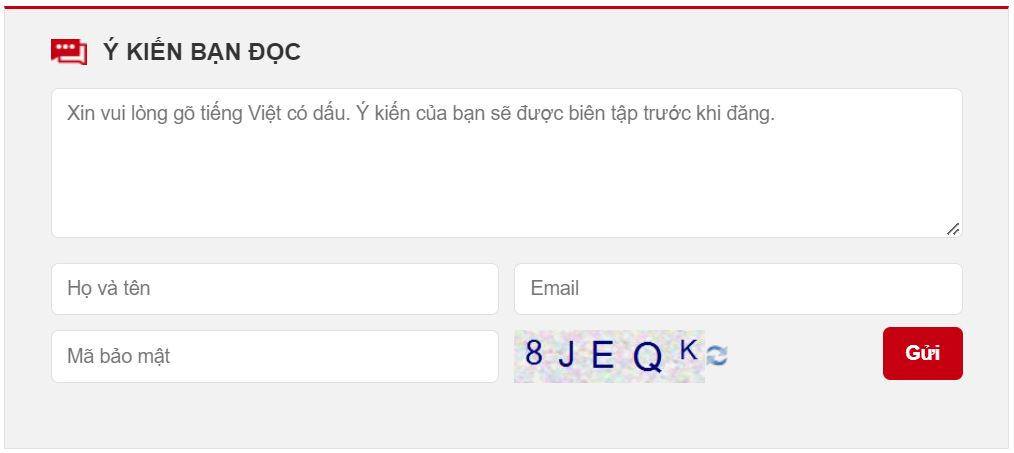 Ý KIẾN BẠN ĐỌC
Xin vui lòng gõ tiếng Việt có dấu. Ý kiến của bạn sẽ được biên tập trước khi đăng.
Họ và tên
Email
Mã bảo mật
8 J E Q K
Gửi